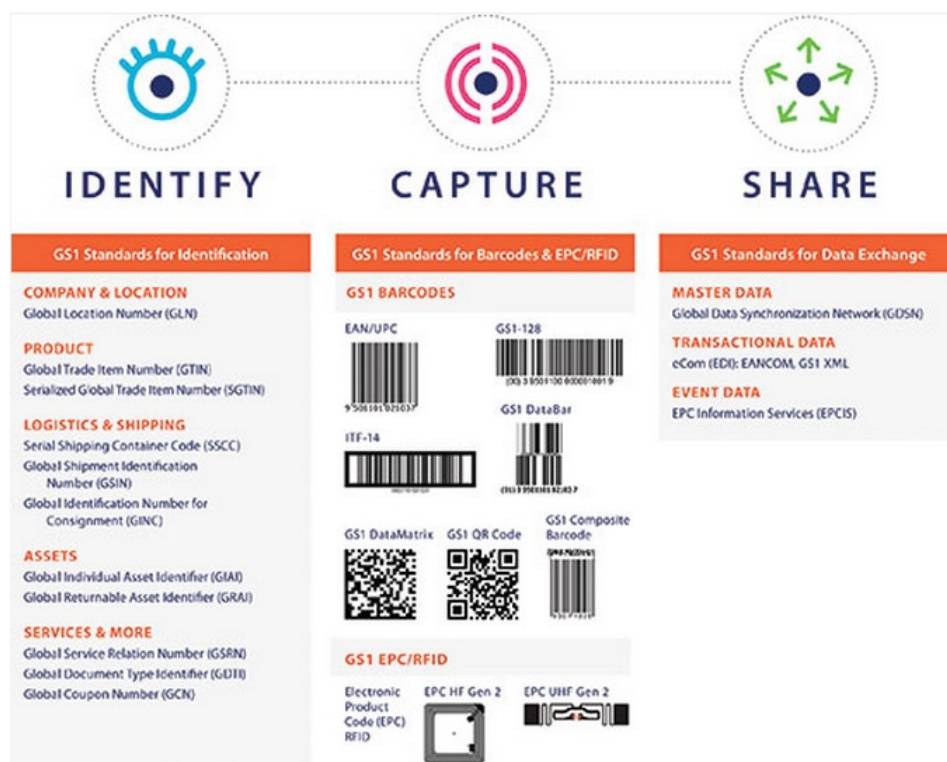 IDENTIFY
CAPTURE
SHARE
GS1 Standards for Identification
COMPANY & LOCATION
Global Location Number (GLN)
PRODUCT
Global Trade Item Number (GTIN)
Serialized Global Trade Item Number (SGTIN)
LOGISTICS & SHIPPING
Serial Shipping Container Code (SSCC)
Global Shipment Identification
Number (GSIN)
Global Identification Number for
Consignment (GINC)
ASSETS
Global Individual Asset Identifier (GIAI)
Global Returnable Asset Identifier (GRAI)
SERVICES & MORE
Global Service Relation Number (GSRN)
Global Document Type Identifier (GDTI)
Global Coupon Number (GCN)
GS1 Standards for Barcodes & EPC/RFID
GS1 BARCODES
EAN/UPC
GS1-128
GS1 DataBar
ITF-14
GS1 DataMatrix
GS1 QR Code
GS1 Composite
Barcode
GS1 EPC/RFID
Electronic
Product
Code (EPC)
RFID
EPC HF Gen 2
EPC UHF Gen 2
GS1 Standards for Data Exchange
MASTER DATA
Global Data Synchronization Network (GDSN)
TRANSACTIONAL DATA
eCom (EDI): EANCOM, GS1 XML
EVENT DATA
EPC Information Services (EPCIS)